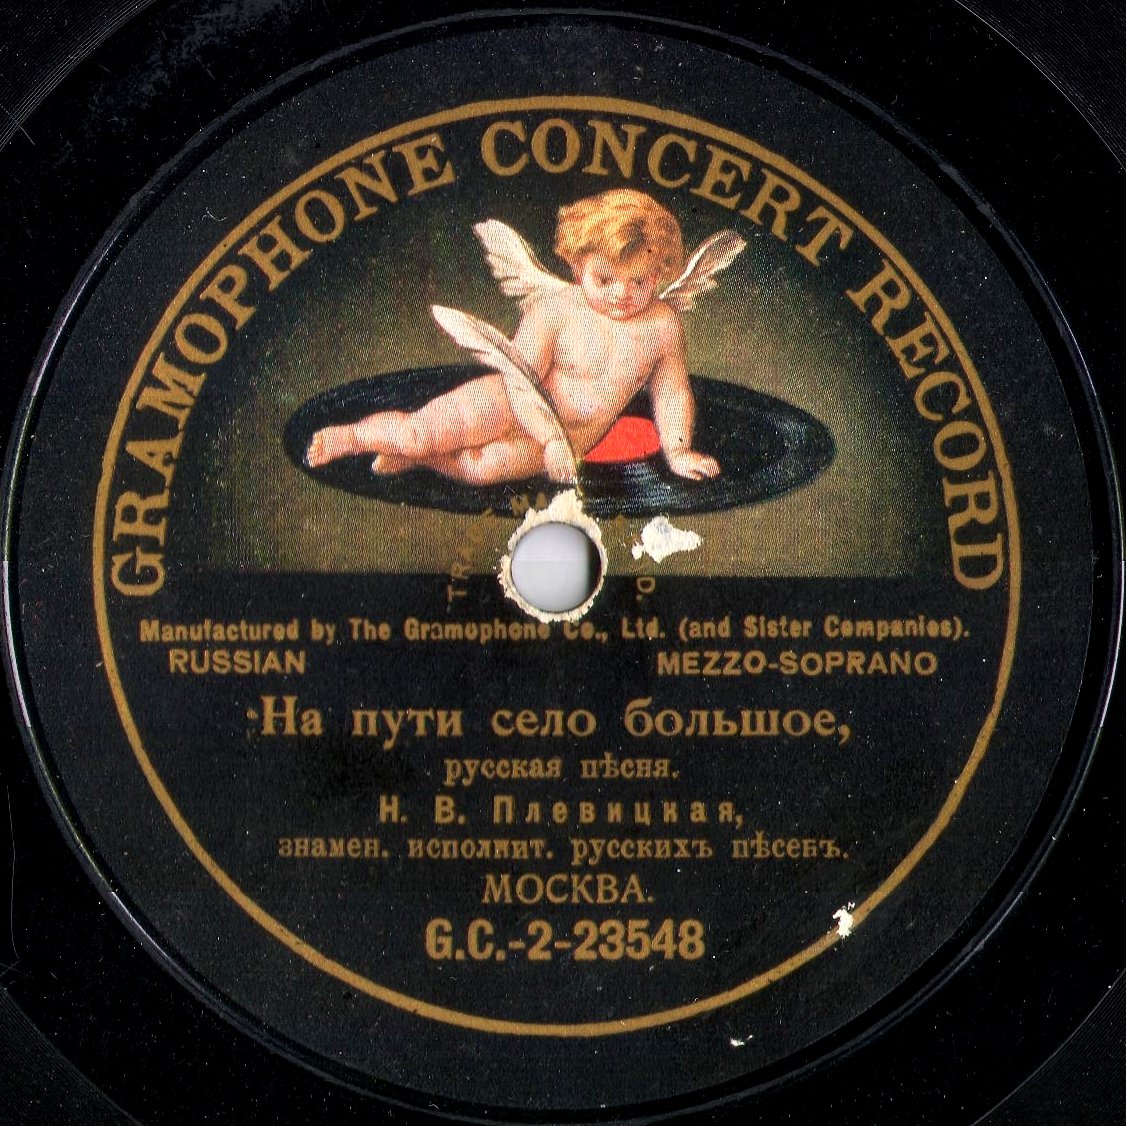 GRAMOPHONE CONCERT RECORD
Manufactured by The Gramophone Co., Ltd. (and Sister Companies).
RUSSIAN MEZZO-SOPRANO
На пути село большое,
русская пѣсня.
Н. В. Плевицкая,
знамен. исполнит. русскихъ пѣсенъ.
МОСКВА.
G.C.-2-23548